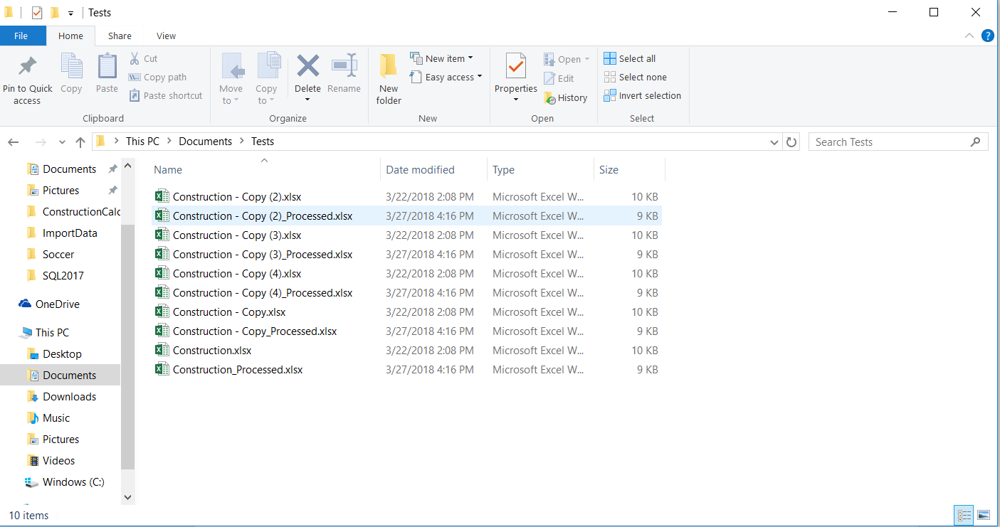 Tests
File Home Share View
Pin to Quick access
Copy
Paste
Cut
Copy path
Paste shortcut
Clipboard
Move to
Copy to
Delete
Rename
Organize
New folder
New item
Easy access
New
Properties
Open
Edit
History
Open
Select all
Select none
Invert selection
Select
This PC > Documents > Tests
Search Tests
Documents
Pictures
ConstructionCalc
ImportData
Soccer
SQL2017
OneDrive
This PC
Desktop
Documents
Downloads
Music
Pictures
Videos
Windows (C:)
Name Date modified Type Size
Construction - Copy (2).xlsx 3/22/2018 2:08 PM Microsoft Excel W... 10 KB
Construction - Copy (2)_Processed.xlsx 3/27/2018 4:16 PM Microsoft Excel W... 9 KB
Construction - Copy (3).xlsx 3/22/2018 2:08 PM Microsoft Excel W... 10 KB
Construction - Copy (3)_Processed.xlsx 3/27/2018 4:16 PM Microsoft Excel W... 9 KB
Construction - Copy (4).xlsx 3/22/2018 2:08 PM Microsoft Excel W... 10 KB
Construction - Copy (4)_Processed.xlsx 3/27/2018 4:16 PM Microsoft Excel W... 9 KB
Construction - Copy.xlsx 3/22/2018 2:08 PM Microsoft Excel W... 10 KB
Construction - Copy_Processed.xlsx 3/27/2018 4:16 PM Microsoft Excel W... 9 KB
Construction.xlsx 3/22/2018 2:08 PM Microsoft Excel W... 10 KB
Construction_Processed.xlsx 3/27/2018 4:16 PM Microsoft Excel W... 9 KB
10 items